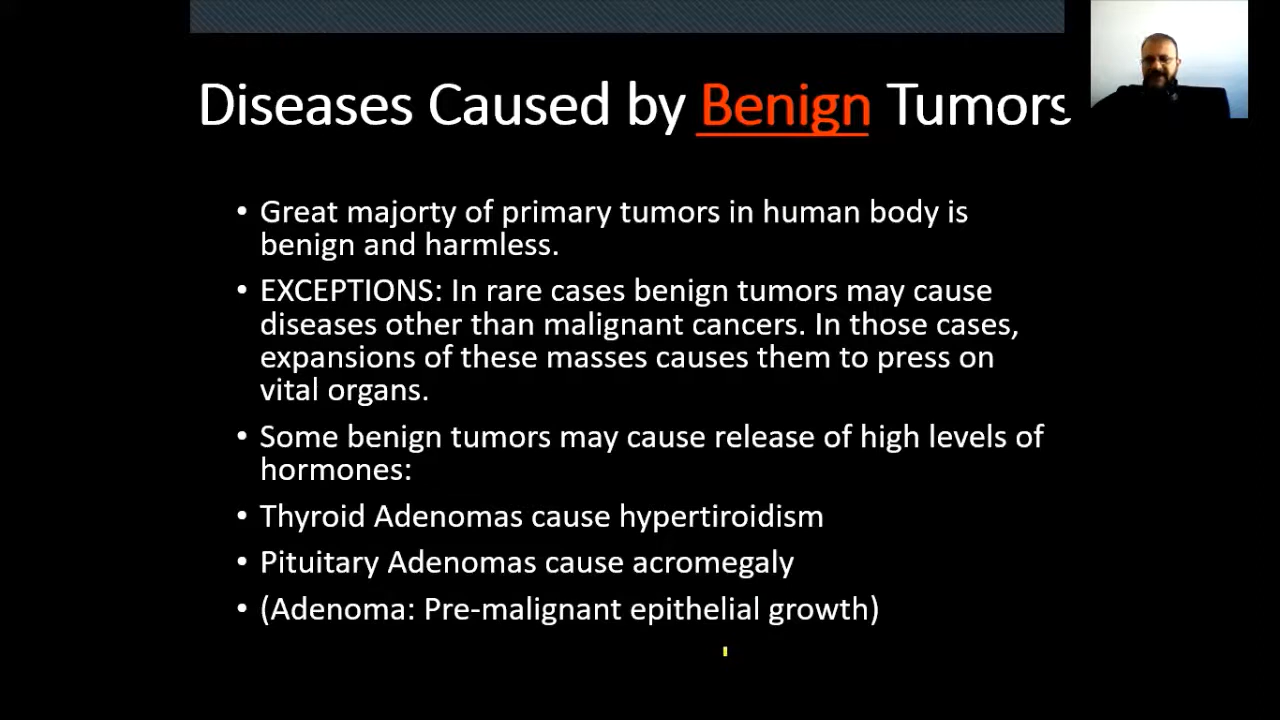 Diseases Caused by Benign Tumors
• Great majorty of primary tumors in human body is
benign and harmless.
• EXCEPTIONS: In rare cases benign tumors may cause
diseases other than malignant cancers. In those cases,
expansions of these masses causes them to press on
vital organs.
• Some benign tumors may cause release of high levels of
hormones:
• Thyroid Adenomas cause hypertiroidism
• Pituitary Adenomas cause acromegaly
• (Adenoma: Pre-malignant epithelial growth)